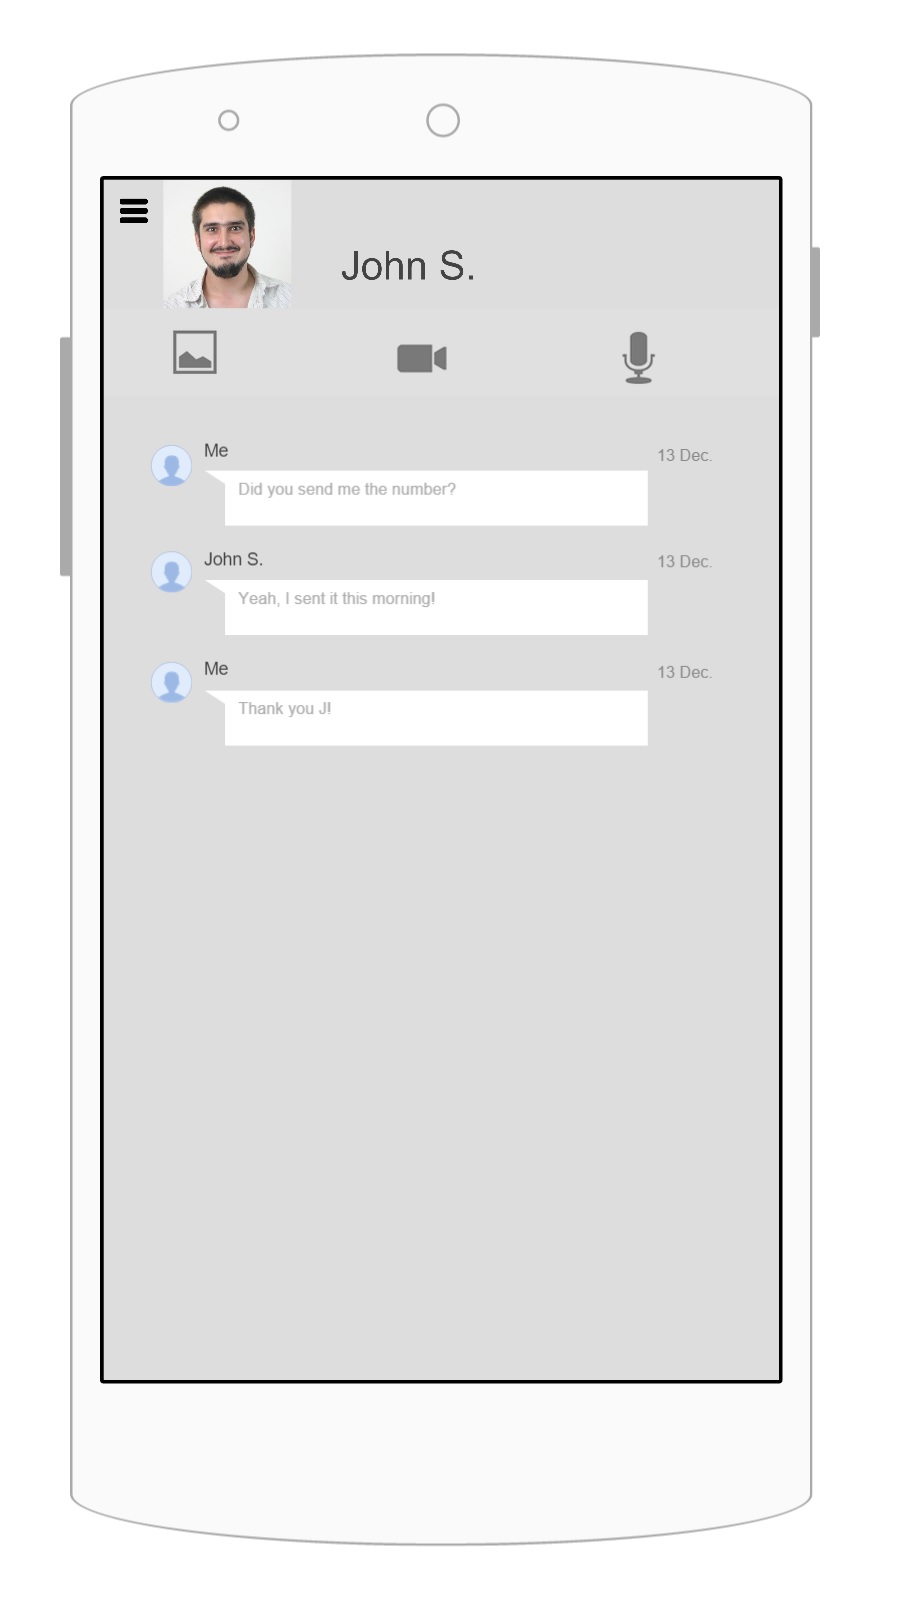 John S.
Me
13 Dec.
Did you send me the number?
John S.
13 Dec.
Yeah, I sent it this morning!
Me
13 Dec.
Thank you J!